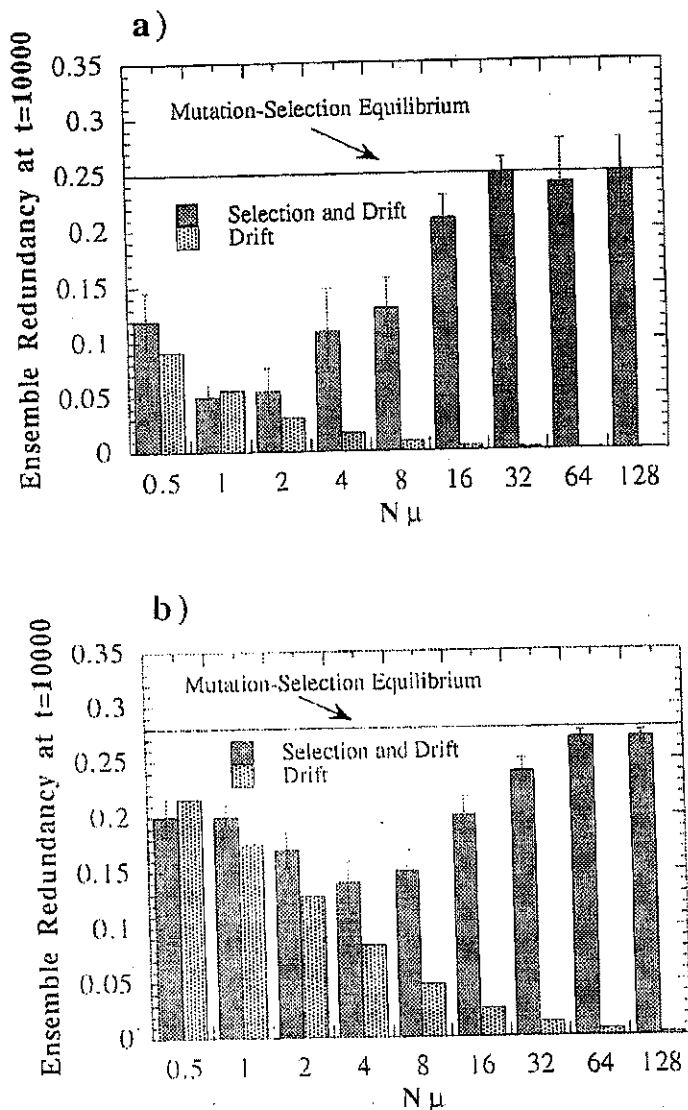 a)
Ensemble Redundancy at t=10000
0.35
0.3
0.25
0.2
0.15
0.1
0.05
0
Mutation-Selection Equilibrium
Selection and Drift
Drift
0.5 1 2 4 8 16 32 64 128
N μ
b)
Ensemble Redundancy at t=10000
0.35
0.3
0.25
0.2
0.15
0.1
0.05
0
Mutation-Selection Equilibrium
Selection and Drift
Drift
0.5 1 2 4 8 16 32 64 128
N μ